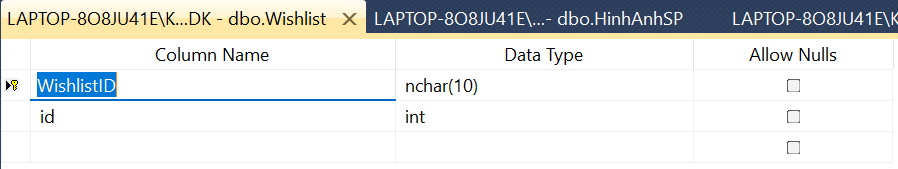 LAPTOP-8O8JU41E\K...DK - dbo.Wishlist LAPTOP-8O8JU41E\...- dbo.HinhAnhSP LAPTOP-8O8JU41E\K
Column Name Data Type Allow Nulls
WishlistID nchar(10)
id int